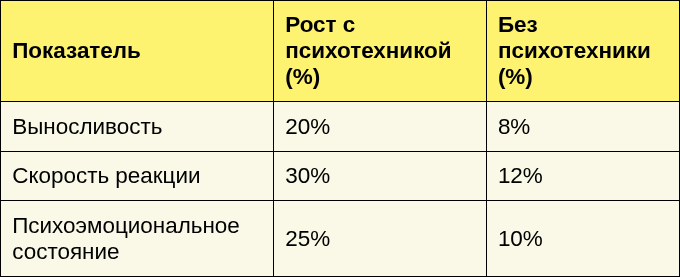 Показатель
Рост с
психотехникой
(%)
Без
психотехники
(%)
Выносливость
20%
8%
Скорость реакции
30%
12%
Психоэмоциональное
состояние
25%
10%